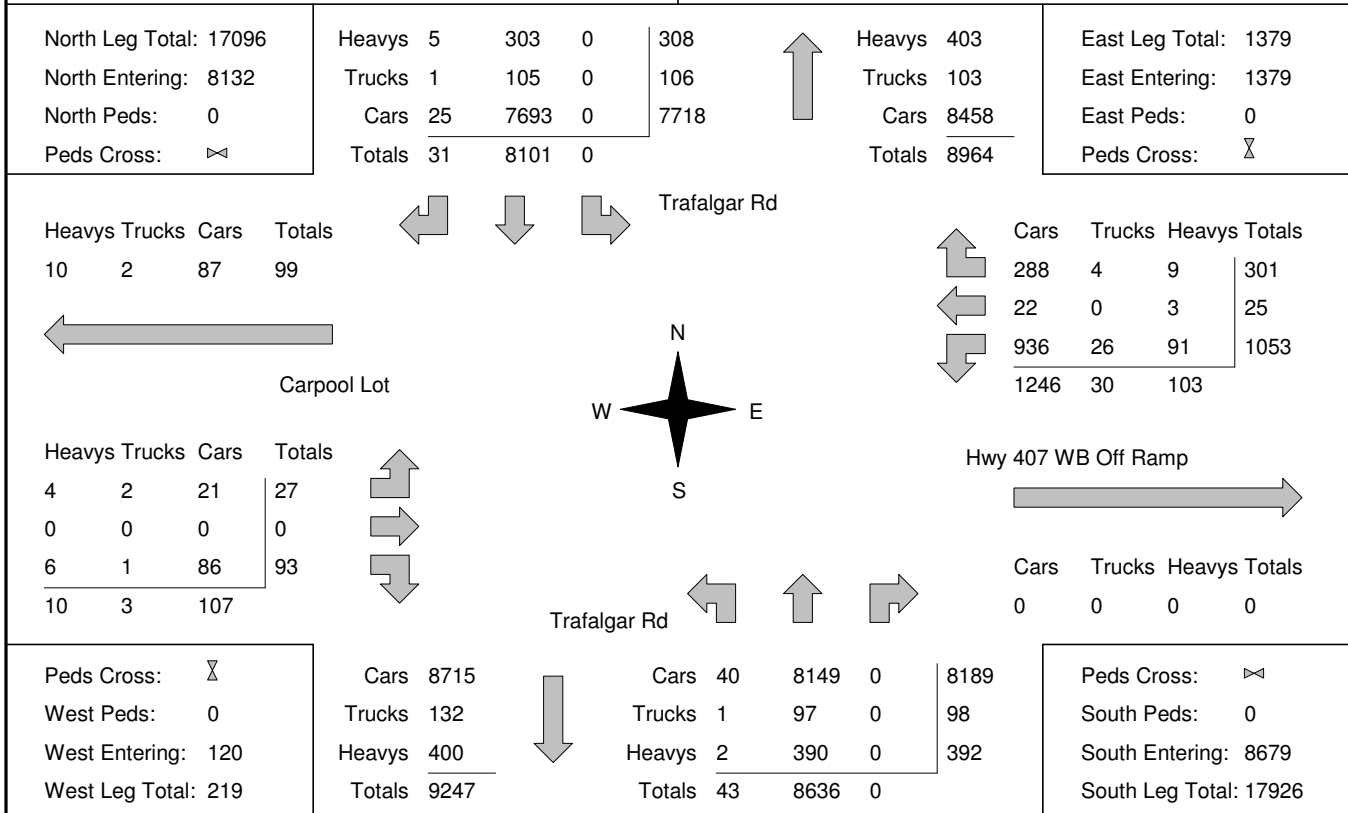 North Leg Total: 17096
North Entering: 8132
North Peds: 0
Peds Cross:
Heavys 5 303 0 308
Trucks 1 105 0 106
Cars 25 7693 0 7718
Totals 31 8101 0
Heavys 403
Trucks 103
Cars 8458
Totals 8964
East Leg Total: 1379
East Entering: 1379
East Peds: 0
Peds Cross:
Trafalgar Rd
Heavys Trucks Cars Totals
10 2 87 99
Cars Trucks Heavys Totals
288 4 9 301
22 0 3 25
936 26 91 1053
1246 30 103
Carpool Lot
N
W E
S
Heavys Trucks Cars Totals
4 2 21 27
0 0 0 0
6 1 86 93
10 3 107
Hwy 407 WB Off Ramp
Cars Trucks Heavys Totals
0 0 0 0
Trafalgar Rd
Peds Cross:
West Peds: 0
West Entering: 120
West Leg Total: 219
Cars 8715
Trucks 132
Heavys 400
Totals 9247
Cars 40 8149 0 8189
Trucks 1 97 0 98
Heavys 2 390 0 392
Totals 43 8636 0
Peds Cross:
South Peds: 0
South Entering: 8679
South Leg Total: 17926